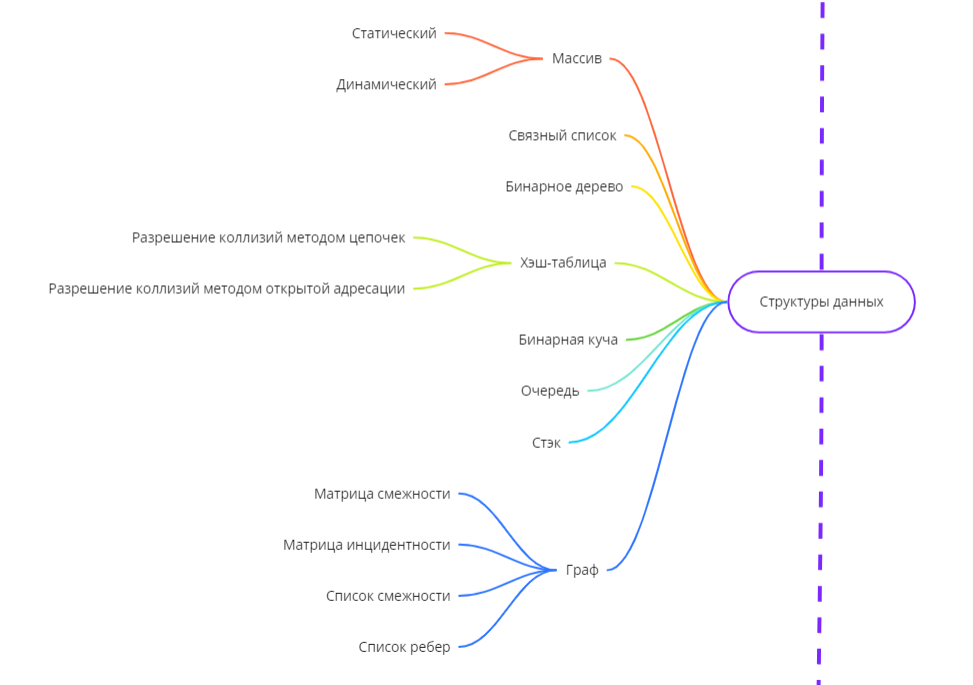 Статический
Массив
Динамический
Связный список
Бинарное дерево
Разрешение коллизий методом цепочек
Хэш-таблица
Разрешение коллизий методом открытой адресации
Структуры данных
Бинарная куча
Очередь
Стэк
Матрица смежности
Матрица инцидентности
Граф
Список смежности
Список ребер